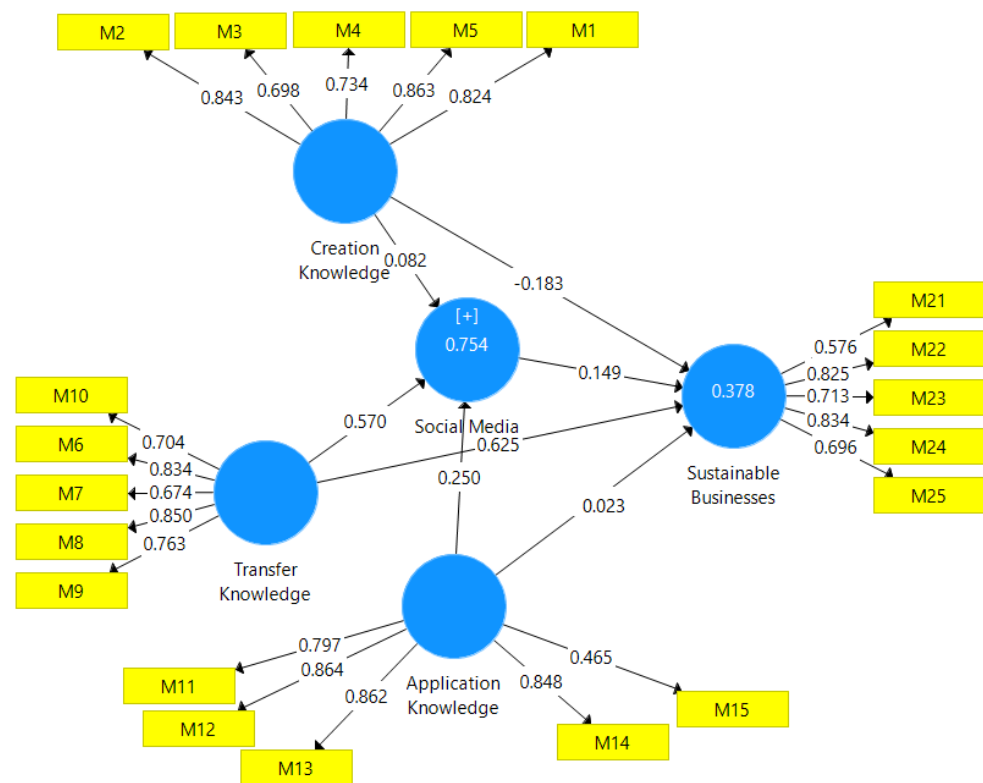 M2
M3
M4
M5
M1
0.843
0.698
0.734
0.863
0.824
Creation
Knowledge
0.082
-0.183
[+]
0.754
Social Media
0.149
0.378
Sustainable
Businesses
M21
M22
M23
M24
M25
0.576
0.825
0.713
0.834
0.696
M10
M6
M7
M8
M9
0.704
0.834
0.674
0.850
0.763
Transfer
Knowledge
0.570
0.625
0.250
0.023
Application
Knowledge
0.797
0.864
0.862
0.848
0.465
M11
M12
M13
M14
M15